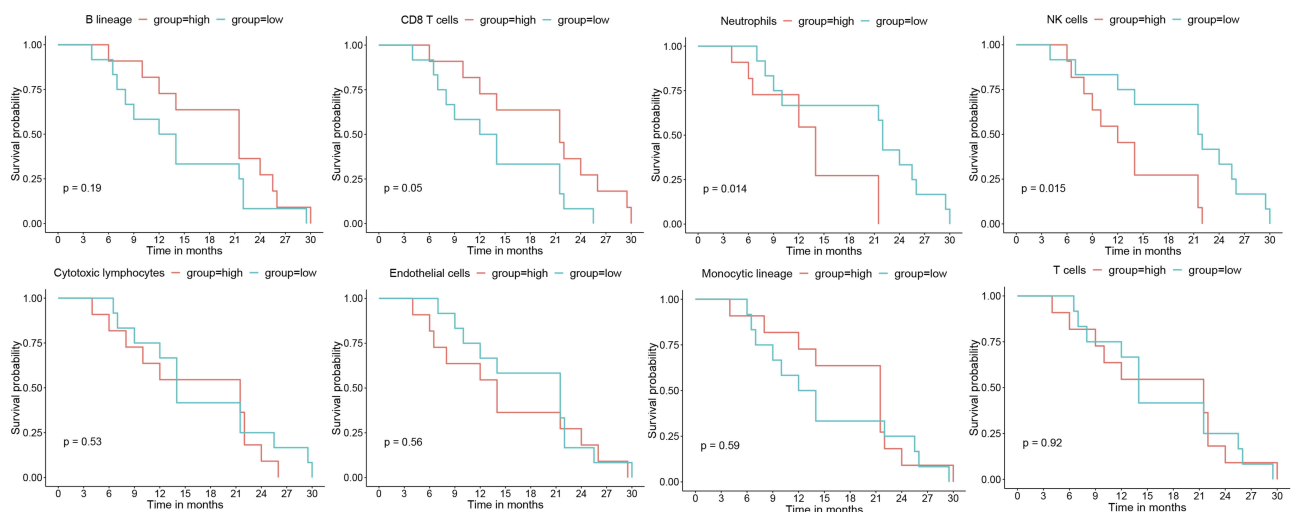 B lineage group=high group=low
Survival probability
1.00
0.75
0.50
0.25
0.00
p = 0.19
0 3 6 9 12 15 18 21 24 27 30
Time in months
CD8 T cells group=high group=low
Survival probability
1.00
0.75
0.50
0.25
0.00
p = 0.05
0 3 6 9 12 15 18 21 24 27 30
Time in months
Neutrophils group=high group=low
Survival probability
1.00
0.75
0.50
0.25
0.00
p = 0.014
0 3 6 9 12 15 18 21 24 27 30
Time in months
NK cells group=high group=low
Survival probability
1.00
0.75
0.50
0.25
0.00
p = 0.015
0 3 6 9 12 15 18 21 24 27 30
Time in months
Cytotoxic lymphocytes group=high group=low
Survival probability
1.00
0.75
0.50
0.25
0.00
p = 0.53
0 3 6 9 12 15 18 21 24 27 30
Time in months
Endothelial cells group=high group=low
Survival probability
1.00
0.75
0.50
0.25
0.00
p = 0.56
0 3 6 9 12 15 18 21 24 27 30
Time in months
Monocytic lineage group=high group=low
Survival probability
1.00
0.75
0.50
0.25
0.00
p = 0.59
0 3 6 9 12 15 18 21 24 27 30
Time in months
T cells group=high group=low
Survival probability
1.00
0.75
0.50
0.25
0.00
p = 0.92
0 3 6 9 12 15 18 21 24 27 30
Time in months